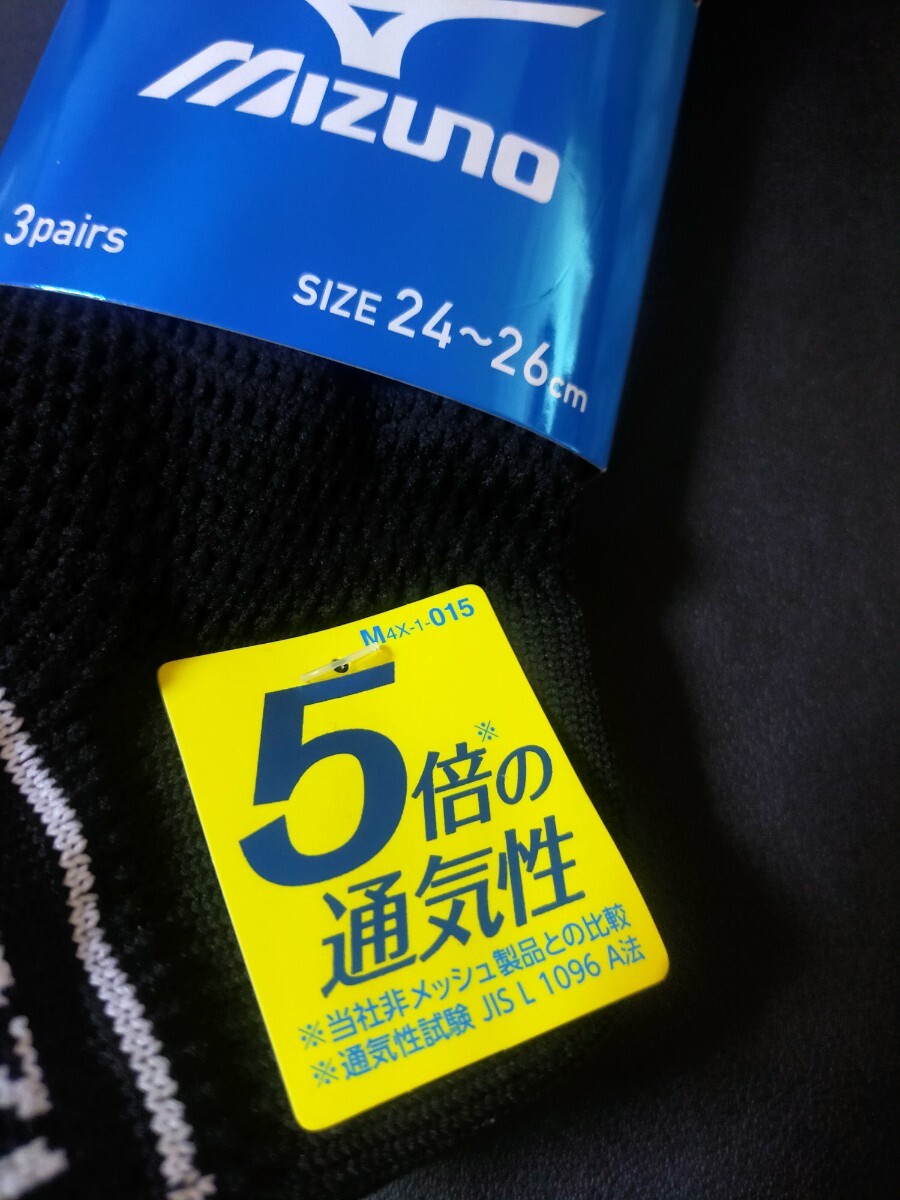 MIZUNO
3pairs
SIZE 24~26cm
M4X-1-015
5倍※の
通気性
※当社非メッシュ製品との比較
※通気性試験 JIS L 1096 A法